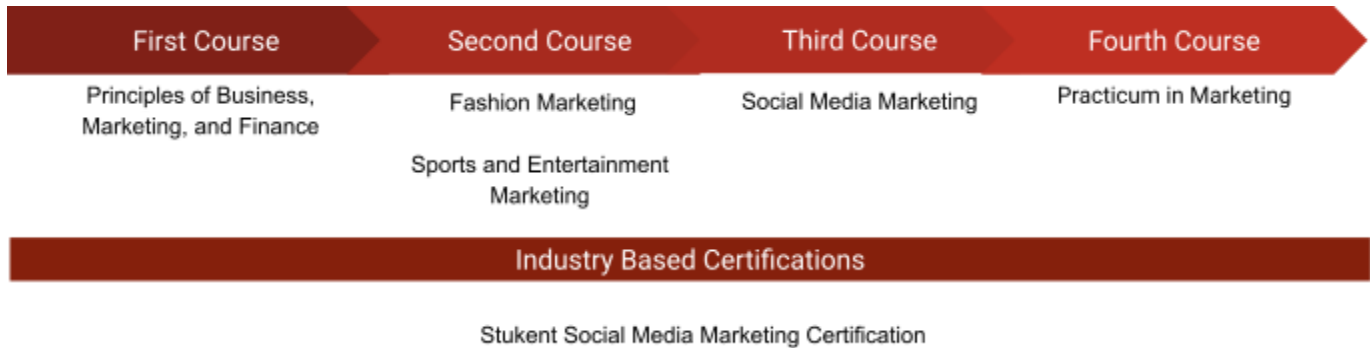 First Course
Second Course
Third Course
Fourth Course
Principles of Business,
Marketing, and Finance
Fashion Marketing
Sports and Entertainment
Marketing
Social Media Marketing
Practicum in Marketing
Industry Based Certifications
Stukent Social Media Marketing Certification